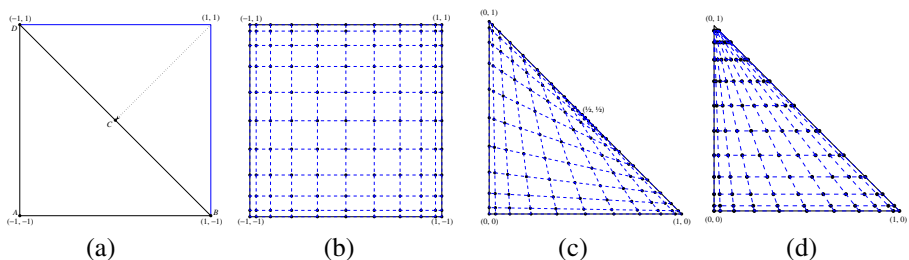 (−1, 1) (1, 1)
D
C
A B
(−1, −1) (1, −1)
(a)
(−1, 1) (1, 1)
(−1, −1) (1, −1)
(b)
(0, 1)
(½, ½)
(0, 0) (1, 0)
(c)
(0, 1)
(0, 0) (1, 0)
(d)